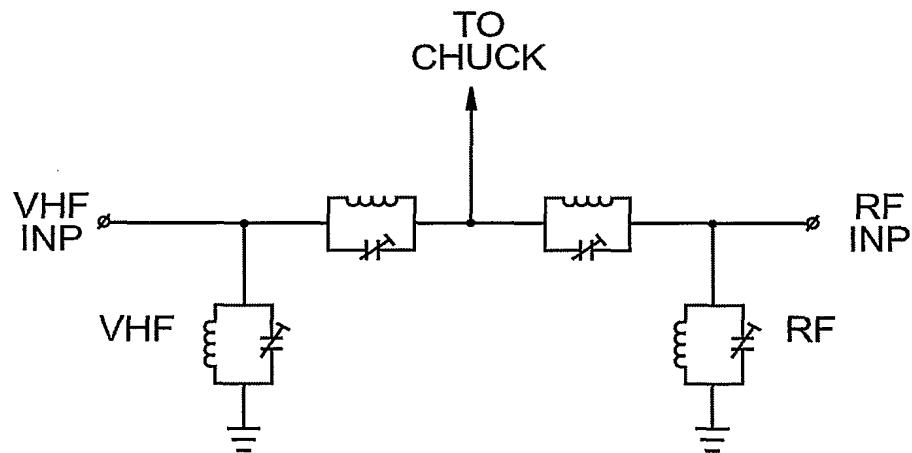 TO
CHUCK
VHF
INP
RF
INP
VHF
RF